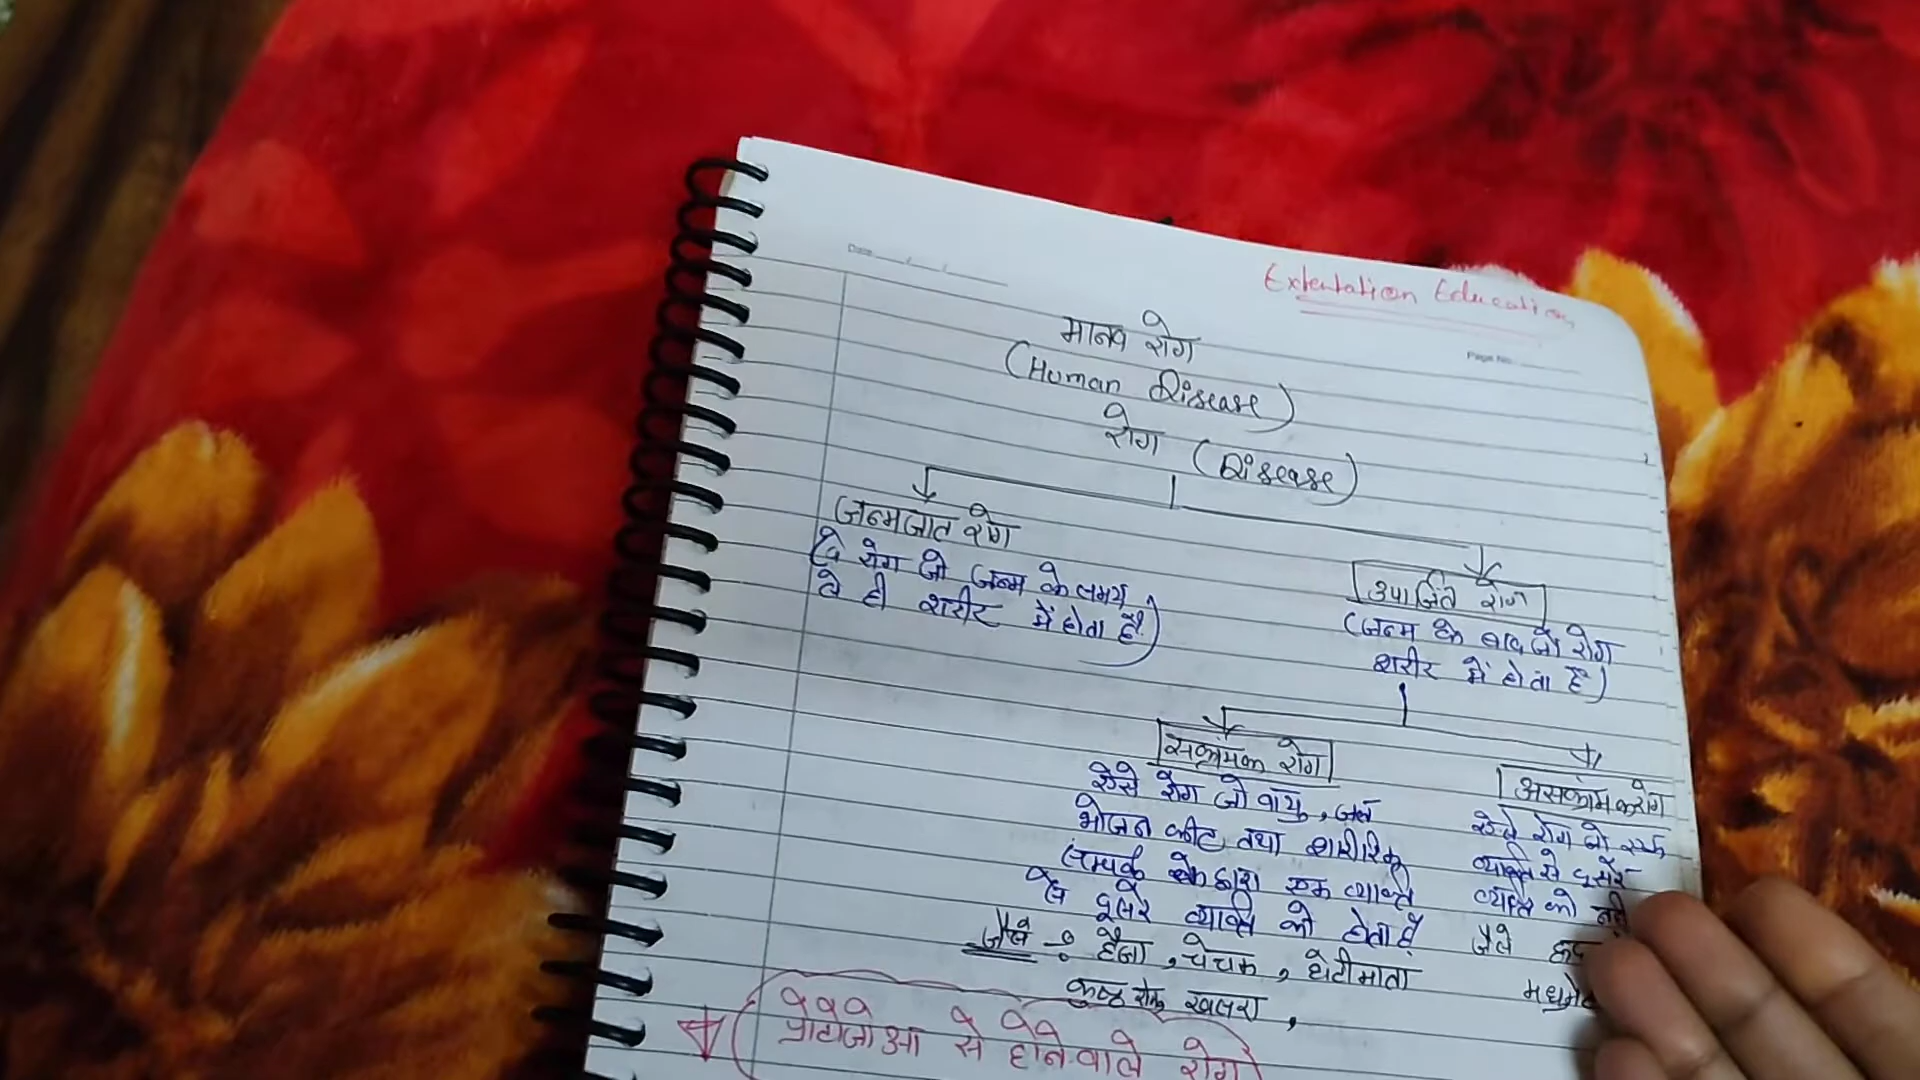 Date
Extentation Education
Page No.
मानव रोग
(Human Disease)
रोग (Disease)
जन्मजात रोग
(वे रोग जो जन्म के समय
से ही शरीर में होता है)
उपार्जित रोग
(जन्म के बाद जो रोग
शरीर में होता है)
संक्रामक रोग
ऐसे रोग जो वायु, जल
भोजन कीट तथा शारीरिक
सम्पर्क के द्वारा एक व्यक्ति
से दूसरे व्यक्ति को होता है
जैसे :- हैजा, चेचक, छोटीमाता
कुष्ठ रोग खसरा,
असंक्रामक रोग
ऐसे रोग जो एक
व्यक्ति से दूसरे
व्यक्ति को नही
जैसे
प्रोटोजोआ से होने वाले रोग